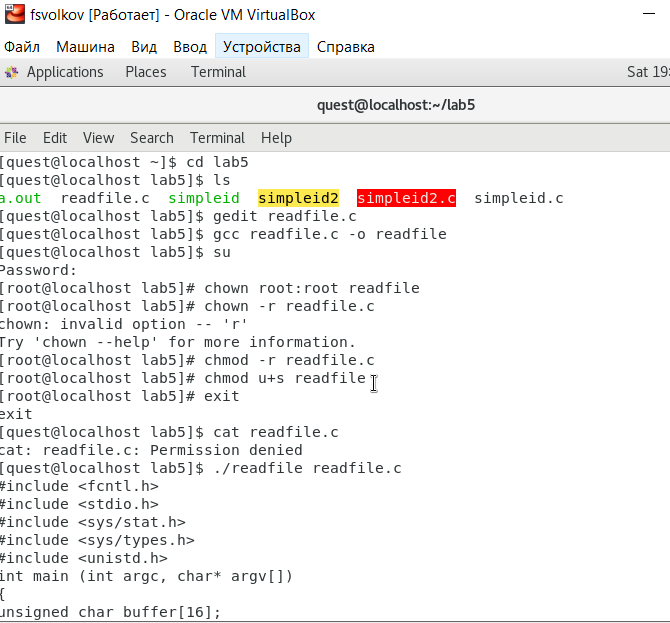 fsvolkov [Работает] - Oracle VM VirtualBox
Файл Машина Вид Ввод Устройства Справка
Applications Places Terminal Sat 19:
quest@localhost:~/lab5
File Edit View Search Terminal Help
[quest@localhost ~]$ cd lab5
[quest@localhost lab5]$ ls
a.out readfile.c simpleid simpleid2 simpleid2.c simpleid.c
[quest@localhost lab5]$ gedit readfile.c
[quest@localhost lab5]$ gcc readfile.c -o readfile
[quest@localhost lab5]$ su
Password:
[root@localhost lab5]# chown root:root readfile
[root@localhost lab5]# chown -r readfile.c
chown: invalid option -- 'r'
Try 'chown --help' for more information.
[root@localhost lab5]# chmod -r readfile.c
[root@localhost lab5]# chmod u+s readfile
[root@localhost lab5]# exit
exit
[quest@localhost lab5]$ cat readfile.c
cat: readfile.c: Permission denied
[quest@localhost lab5]$ ./readfile readfile.c
#include <fcntl.h>
#include <stdio.h>
#include <sys/stat.h>
#include <sys/types.h>
#include <unistd.h>
int main (int argc, char* argv[])
{
unsigned char buffer[16];